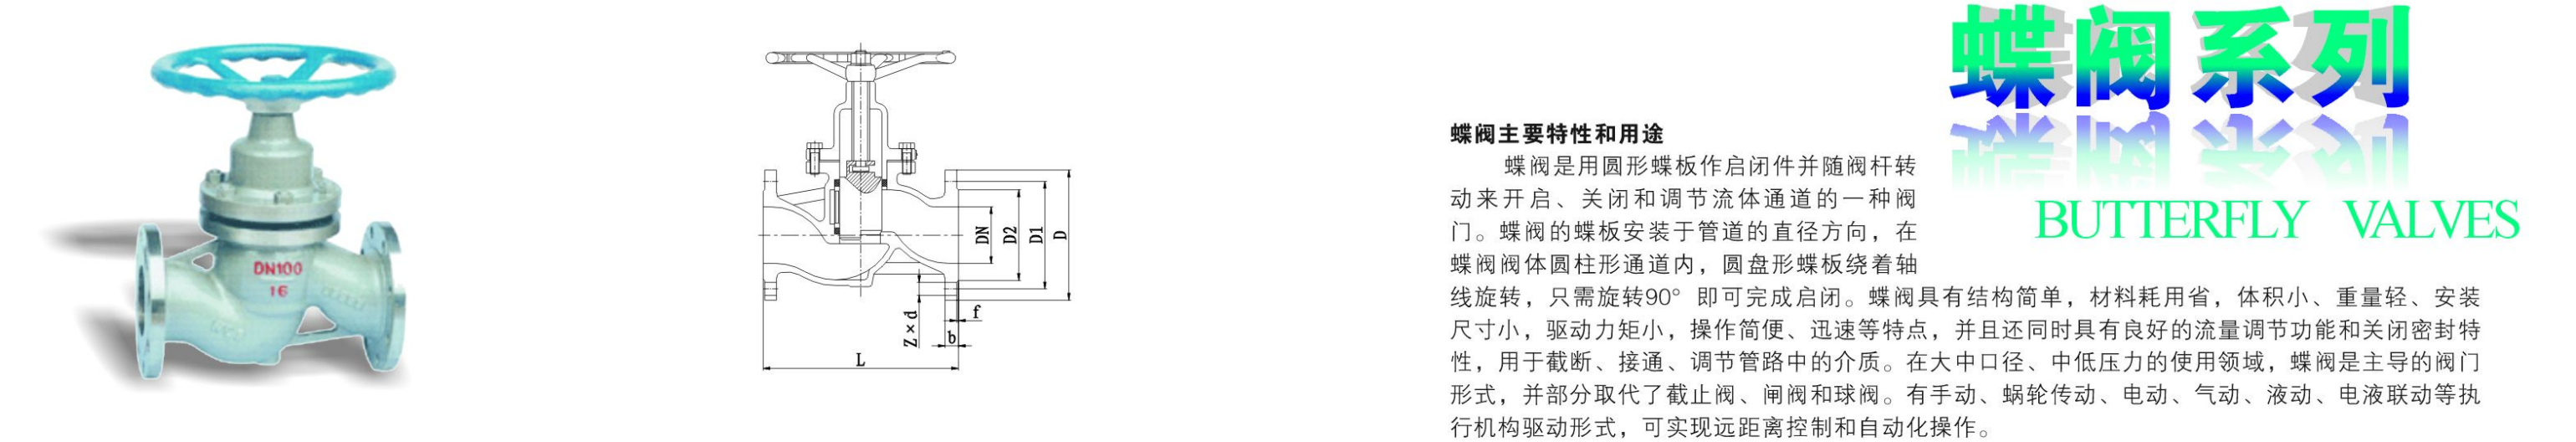 DN100
16
DN
D2
D1
D
Z×d
f
b
L
蝶阀系列
BUTTERFLY VALVES
蝶阀主要特性和用途
蝶阀是用圆形蝶板作启闭件并随阀杆转
动来开启、关闭和调节流体通道的一种阀
门。蝶阀的蝶板安装于管道的直径方向，在
蝶阀阀体圆柱形通道内，圆盘形蝶板绕着轴
线旋转，只需旋转90°即可完成启闭。蝶阀具有结构简单，材料耗用省，体积小、重量轻、安装
尺寸小，驱动力矩小，操作简便、迅速等特点，并且还同时具有良好的流量调节功能和关闭密封特
性，用于截断、接通、调节管路中的介质。在大中口径、中低压力的使用领域，蝶阀是主导的阀门
形式，并部分取代了截止阀、闸阀和球阀。有手动、蜗轮传动、电动、气动、液动、电液联动等执
行机构驱动形式，可实现远距离控制和自动化操作。